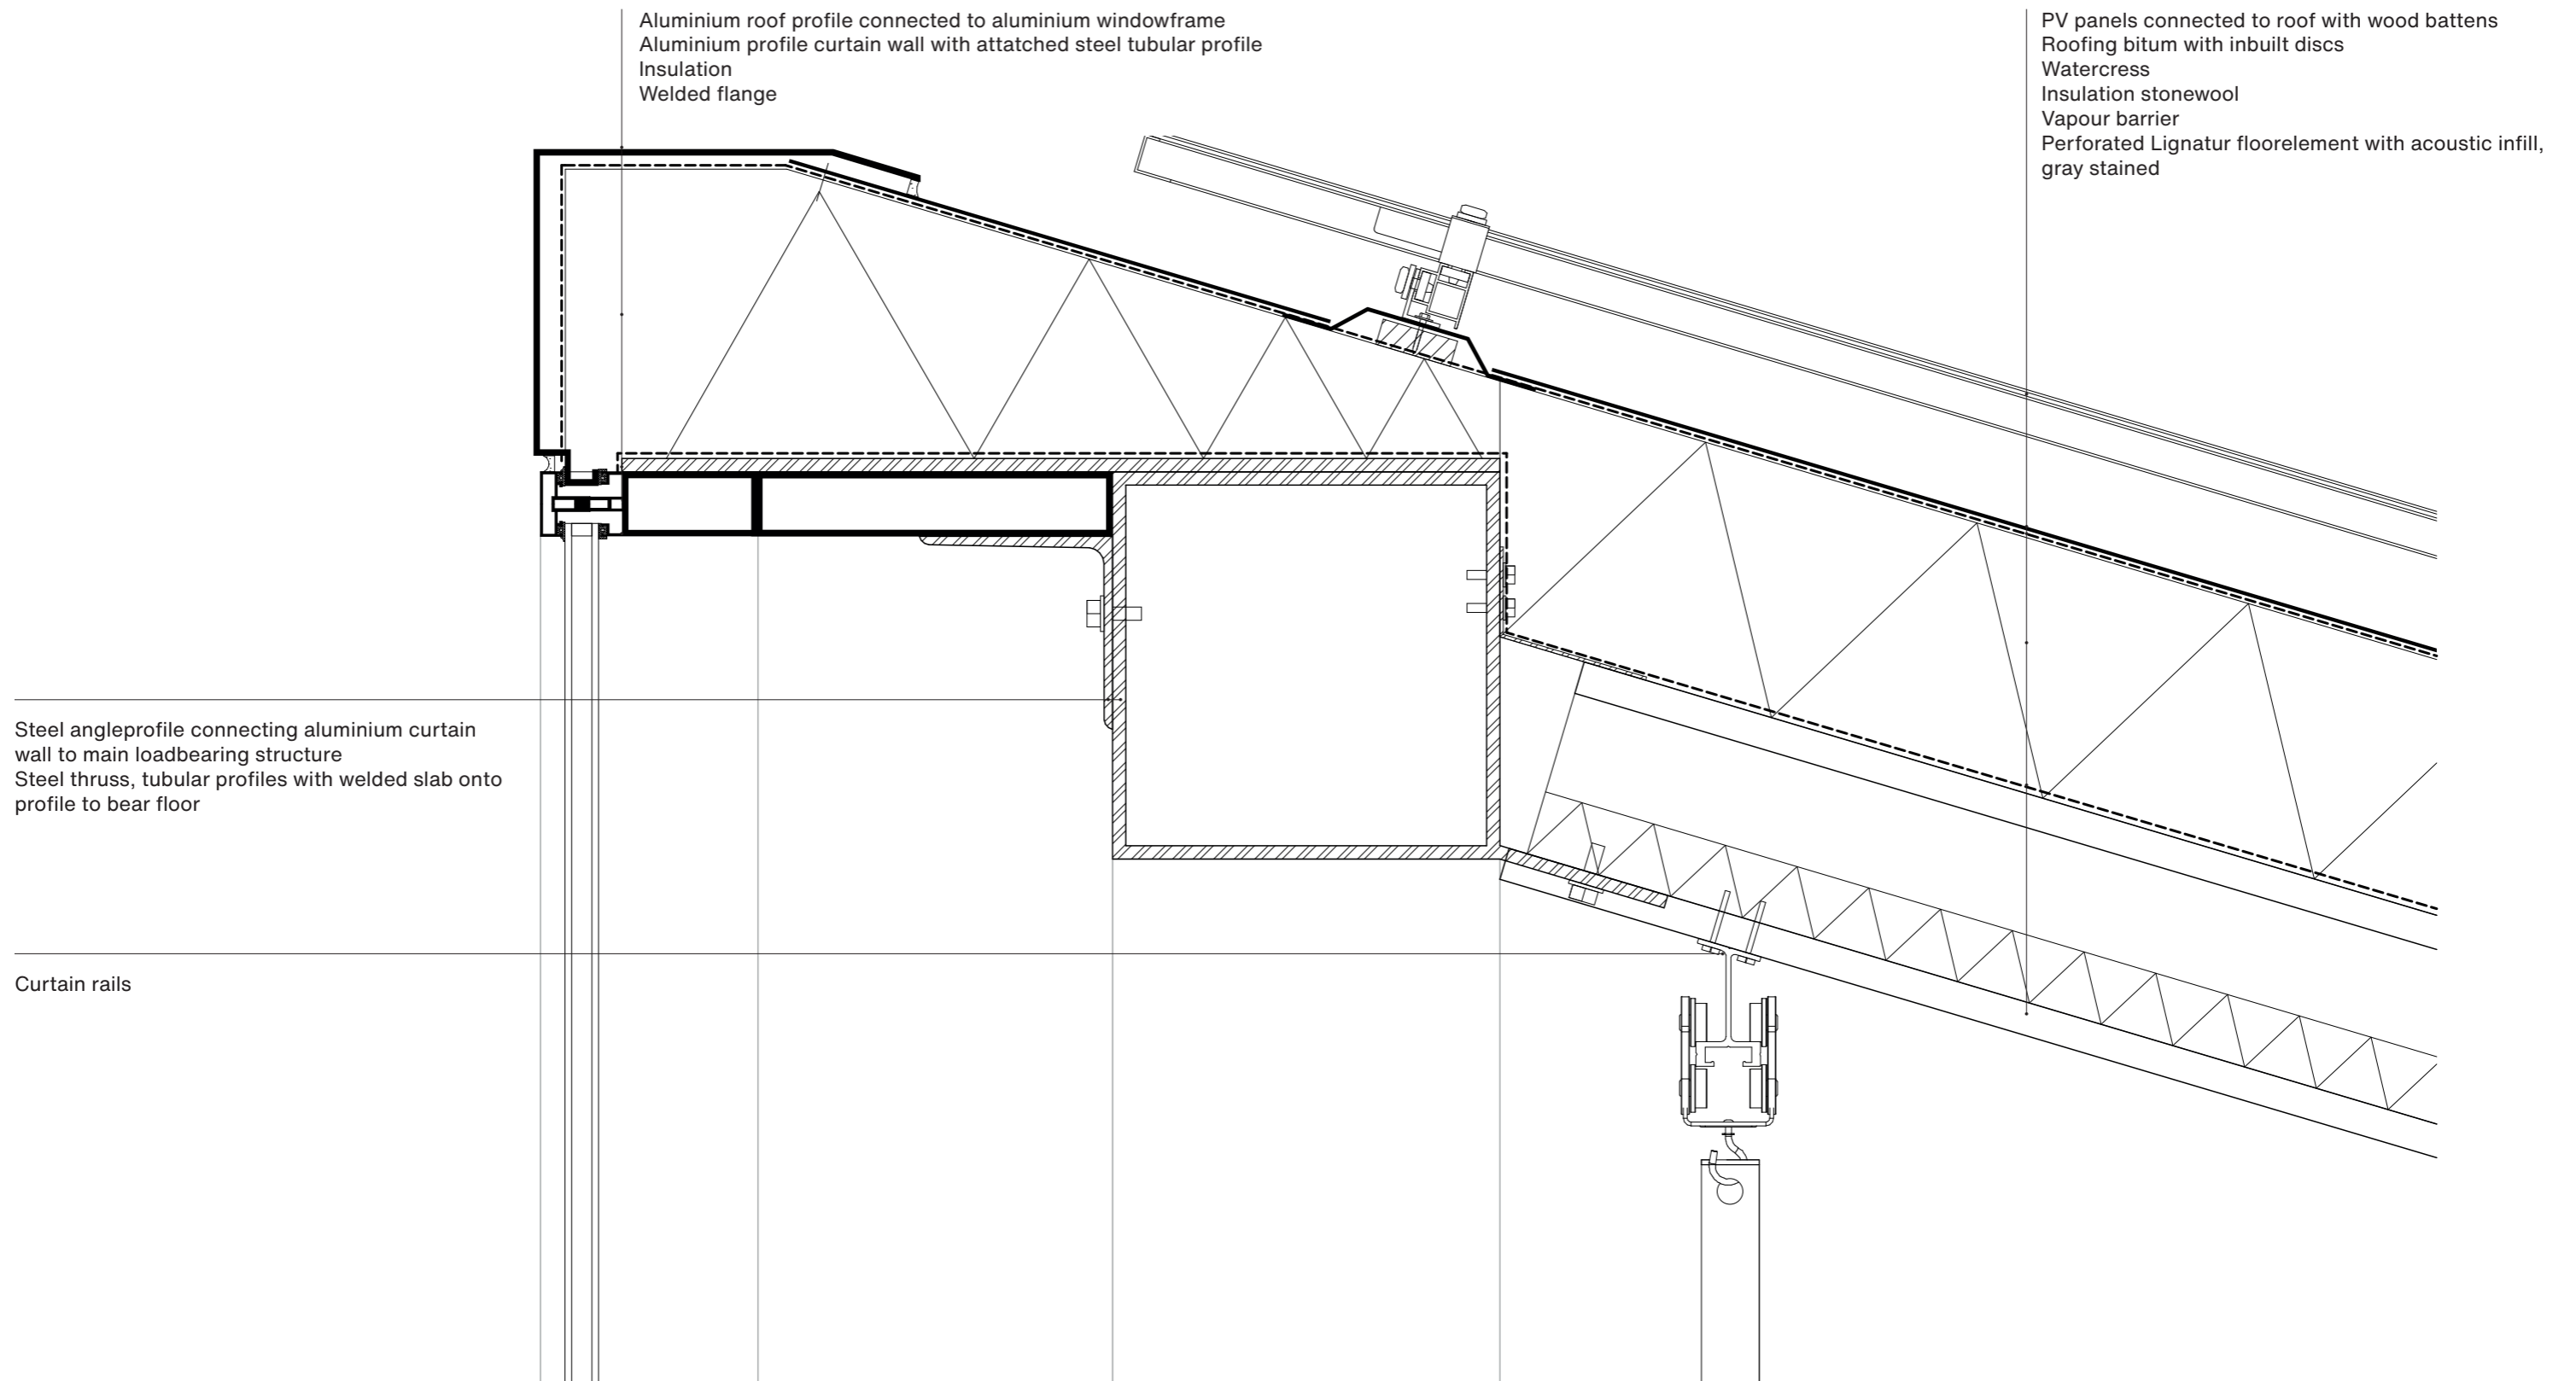 Aluminium roof profile connected to aluminium windowframe
Aluminium profile curtain wall with attatched steel tubular profile
Insulation
Welded flange
PV panels connected to roof with wood battens
Roofing bitum with inbuilt discs
Watercress
Insulation stonewool
Vapour barrier
Perforated Lignatur floorelement with acoustic infill,
gray stained
Steel angleprofile connecting aluminium curtain
wall to main loadbearing structure
Steel thruss, tubular profiles with welded slab onto
profile to bear floor
Curtain rails